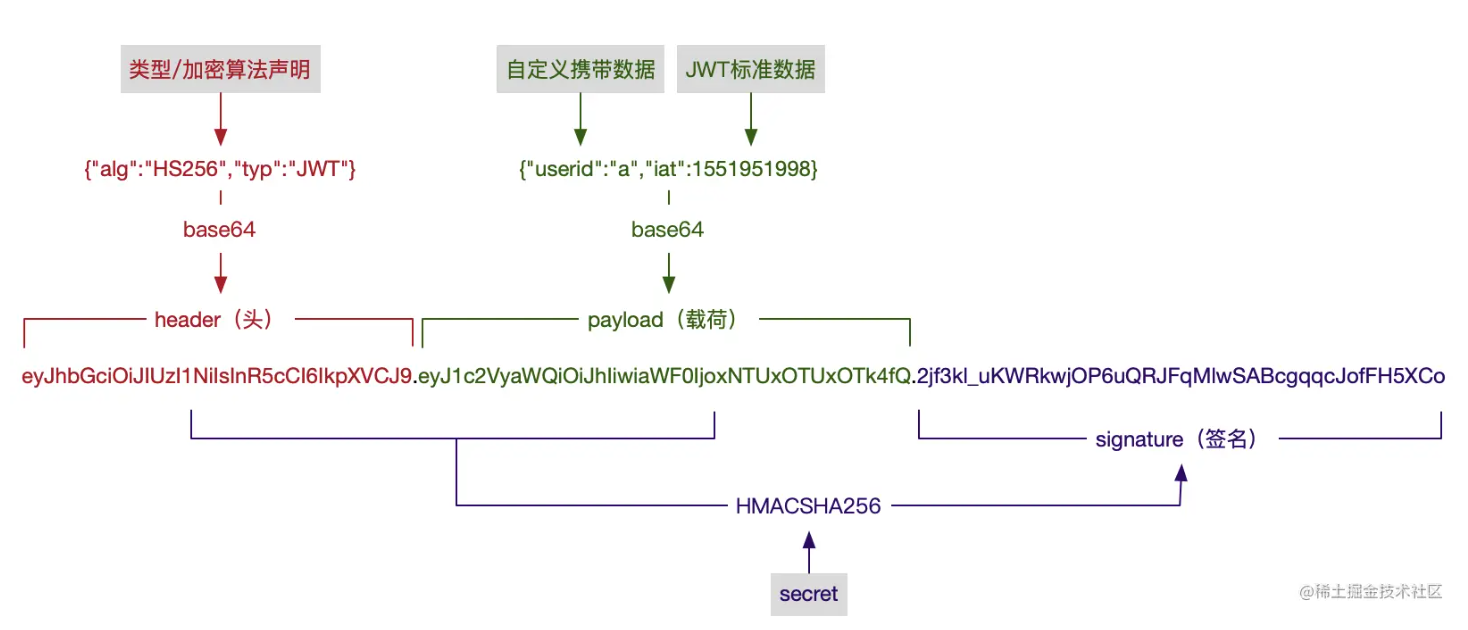 类型/加密算法声明
自定义携带数据
JWT标准数据
{"alg":"HS256","typ":"JWT"}
{"userid":"a","iat":1551951998}
base64
base64
header（头）
payload（载荷）
eyJhbGciOiJIUzI1NiIsInR5cCI6IkpXVCJ9.eyJ1c2VyaWQiOiJhIiwiaWF0IjoxNTUxOTUxOTk4fQ.2jf3kl_uKWRkwjOP6uQRJFqMlwSABcgqqcJofFH5XCo
signature（签名）
HMACSHA256
secret
@稀土掘金技术社区